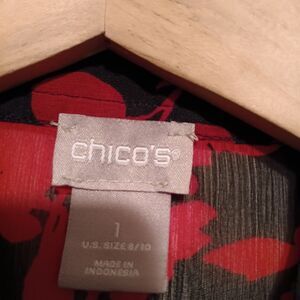 chico's®
1
U.S. SIZE 8/10
MADE IN
INDONESIA